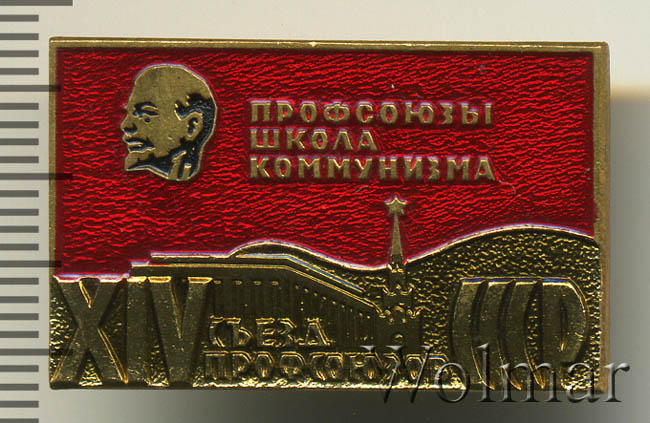 ПРОФСОЮЗЫ
ШКОЛА
КОММУНИЗМА
XIV СЪЕЗД ПРОФСОЮЗОВ СССР
Wolmar